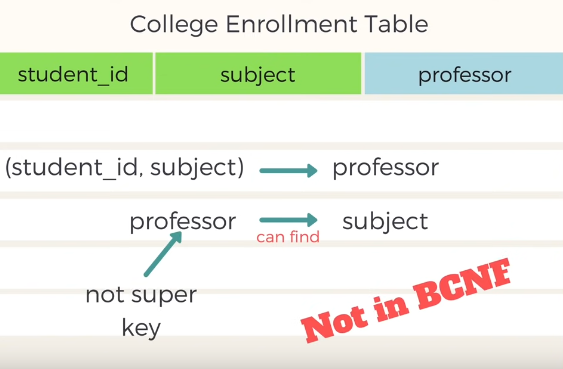 College Enrollment Table
student_id subject professor
(student_id, subject) professor
professor subject
can find
not super
key
Not in BCNF